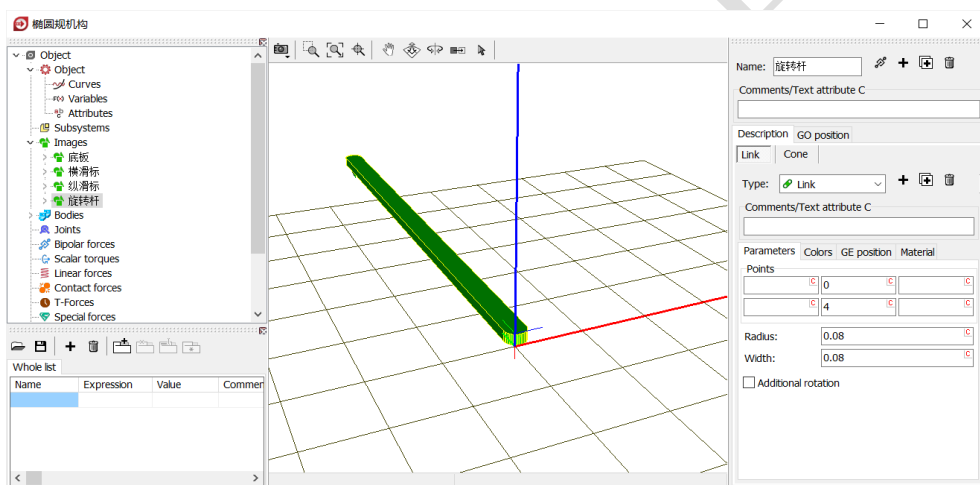 椭圆规机构
Object
Object
Curves
Variables
Attributes
Subsystems
Images
底板
横滑标
纵滑标
旋转杆
Bodies
Joints
Bipolar forces
Scalar torques
Linear forces
Contact forces
T-Forces
Special forces
Whole list
Name Expression Value Commen
Name: 旋转杆
Comments/Text attribute C
Description GO position
Link Cone
Type: Link
Comments/Text attribute C
Parameters Colors GE position Material
Points
C 0 C C
C 4 C C
Radius: 0.08 C
Width: 0.08 C
Additional rotation